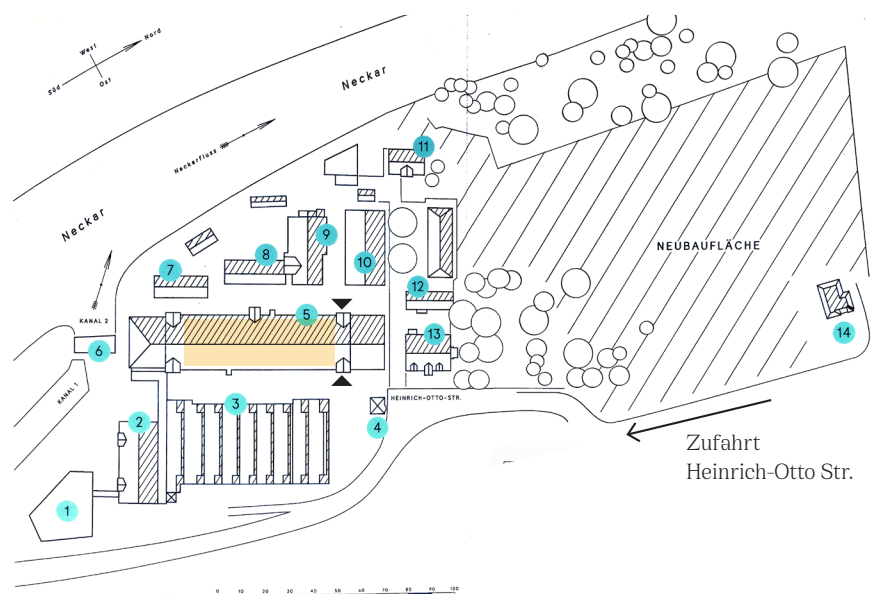 West
Nord
Süd
Ost
Neckar
Neckarfluss
Neckar
KANAL 2
KANAL 1
NEUBAUFLÄCHE
11
9
8
10
7
12
5
13
14
6
3
HEINRICH-OTTO-STR.
2
4
Zufahrt
Heinrich-Otto Str.
1
0 10 20 30 40 50 60 70 80 90 100